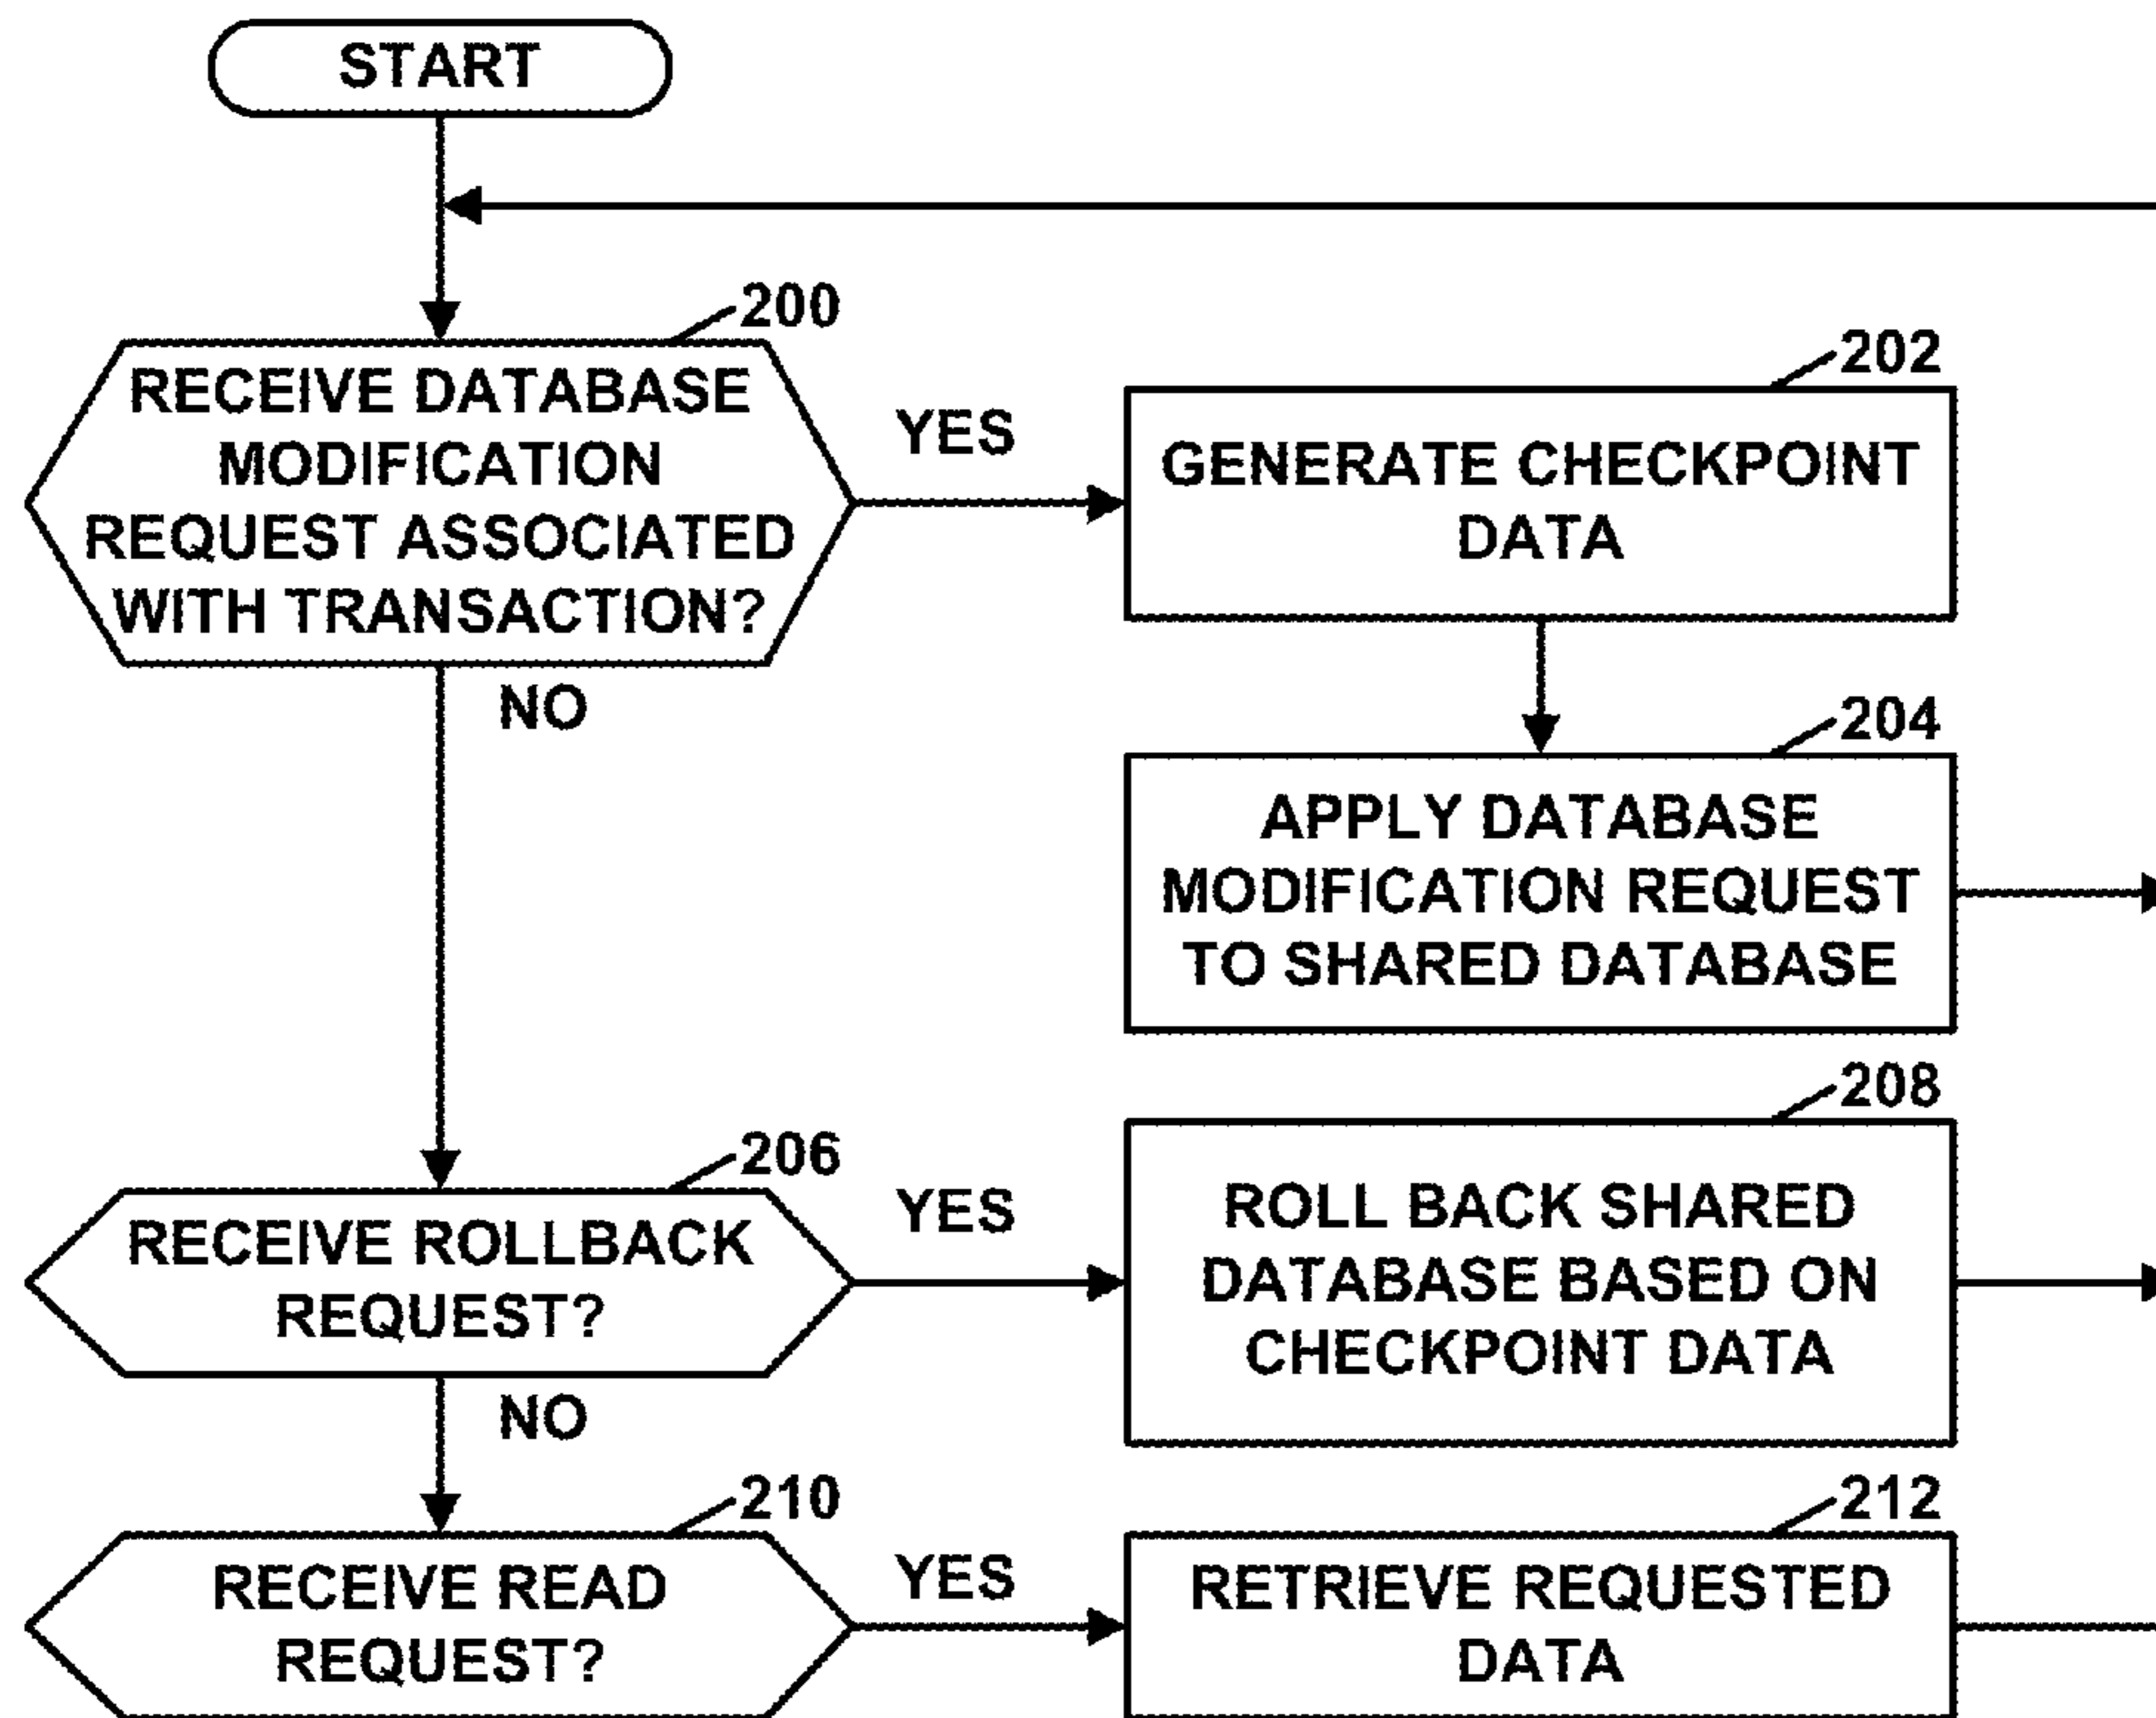 START
200
RECEIVE DATABASE
MODIFICATION
REQUEST ASSOCIATED
WITH TRANSACTION?
YES
202
GENERATE CHECKPOINT
DATA
NO
204
APPLY DATABASE
MODIFICATION REQUEST
TO SHARED DATABASE
206
RECEIVE ROLLBACK
REQUEST?
YES
208
ROLL BACK SHARED
DATABASE BASED ON
CHECKPOINT DATA
NO
210
RECEIVE READ
REQUEST?
YES
212
RETRIEVE REQUESTED
DATA